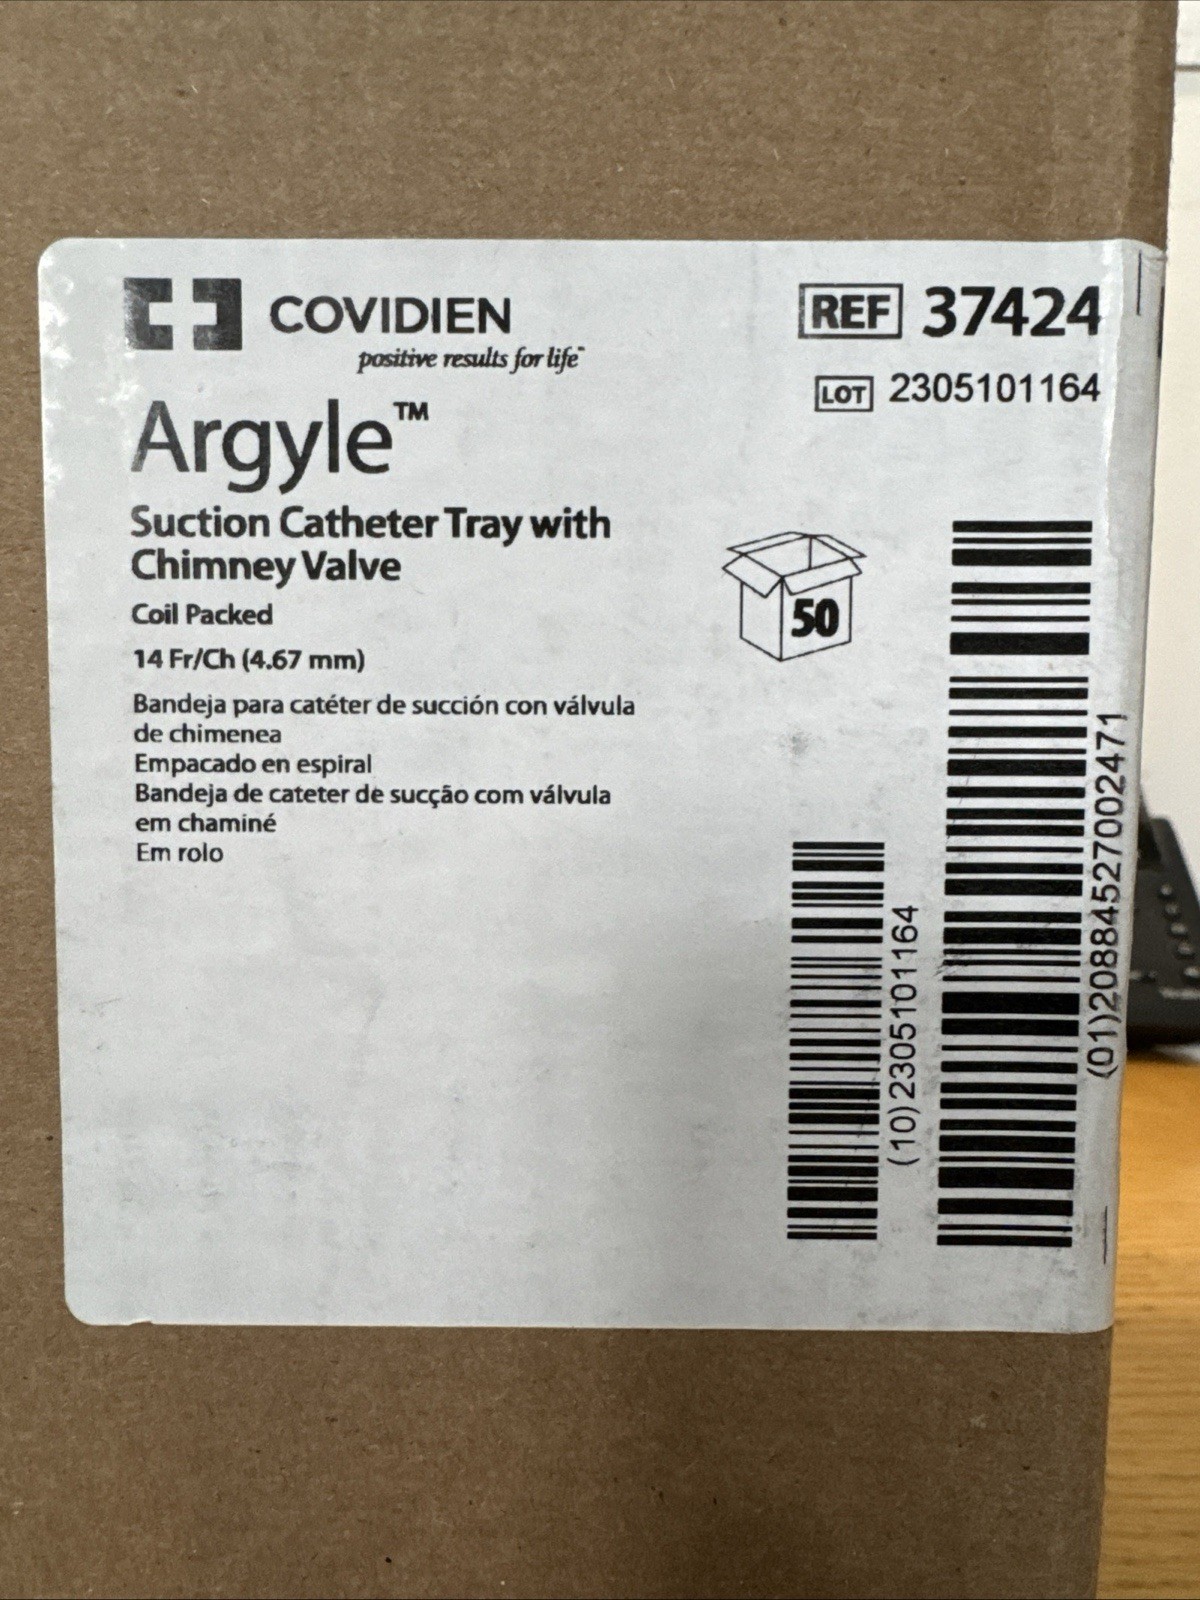 COVIDIEN
positive results for life™
REF 37424
LOT 2305101164
Argyle™
Suction Catheter Tray with
Chimney Valve
Coil Packed
14 Fr/Ch (4.67 mm)
50
Bandeja para catéter de succión con válvula
de chimenea
Empacado en espiral
Bandeja de cateter de sucção com válvula
em chaminé
Em rolo
(10)2305101164
(01)20884527002471